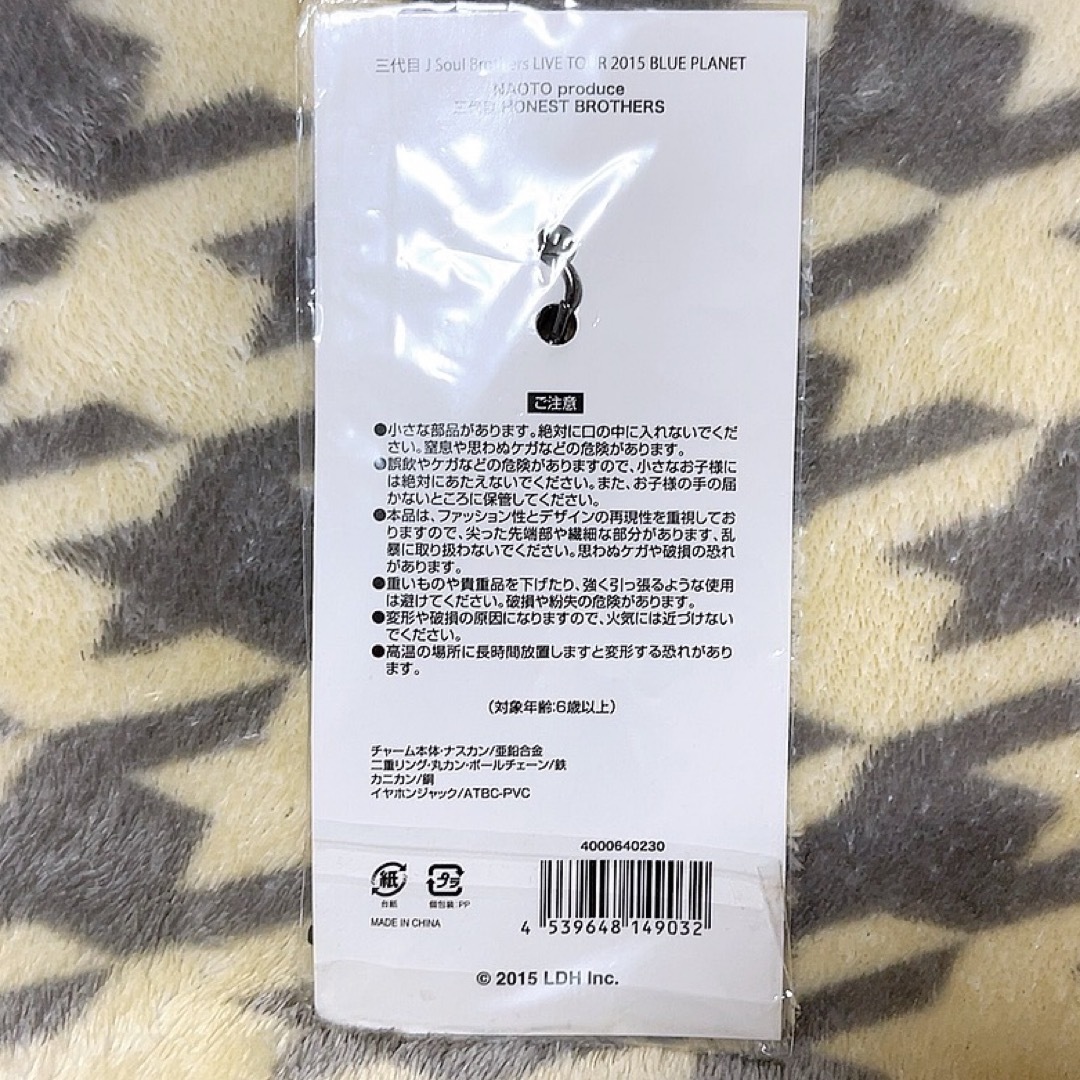 三代目 J Soul Brothers LIVE TOUR 2015 BLUE PLANET
NAOTO produce
三代目 HONEST BROTHERS
ご注意
●小さな部品があります。絶対に口の中に入れないでくだ
さい。窒息や思わぬケガなどの危険があります。
●誤飲やケガなどの危険がありますので、小さなお子様に
は絶対にあたえないでください。また、お子様の手の届
かないところに保管してください。
●本品は、ファッション性とデザインの再現性を重視してお
りますので、尖った先端部や繊細な部分があります、乱
暴に取り扱わないでください。思わぬケガや破損の恐れ
があります。
●重いものや貴重品を下げたり、強く引っ張るような使用
は避けてください。破損や紛失の危険があります。
●変形や破損の原因になりますので、火気には近づけない
でください。
●高温の場所に長時間放置しますと変形する恐れがあり
ます。
(対象年齢:6歳以上)
チャーム本体・ナスカン/亜鉛合金
二重リング・丸カン・ボールチェーン/鉄
カニカン/銅
イヤホンジャック/ATBC-PVC
4000640230
紙 プラ
台紙 個包装:PP
MADE IN CHINA
4 539648 149032
© 2015 LDH Inc.